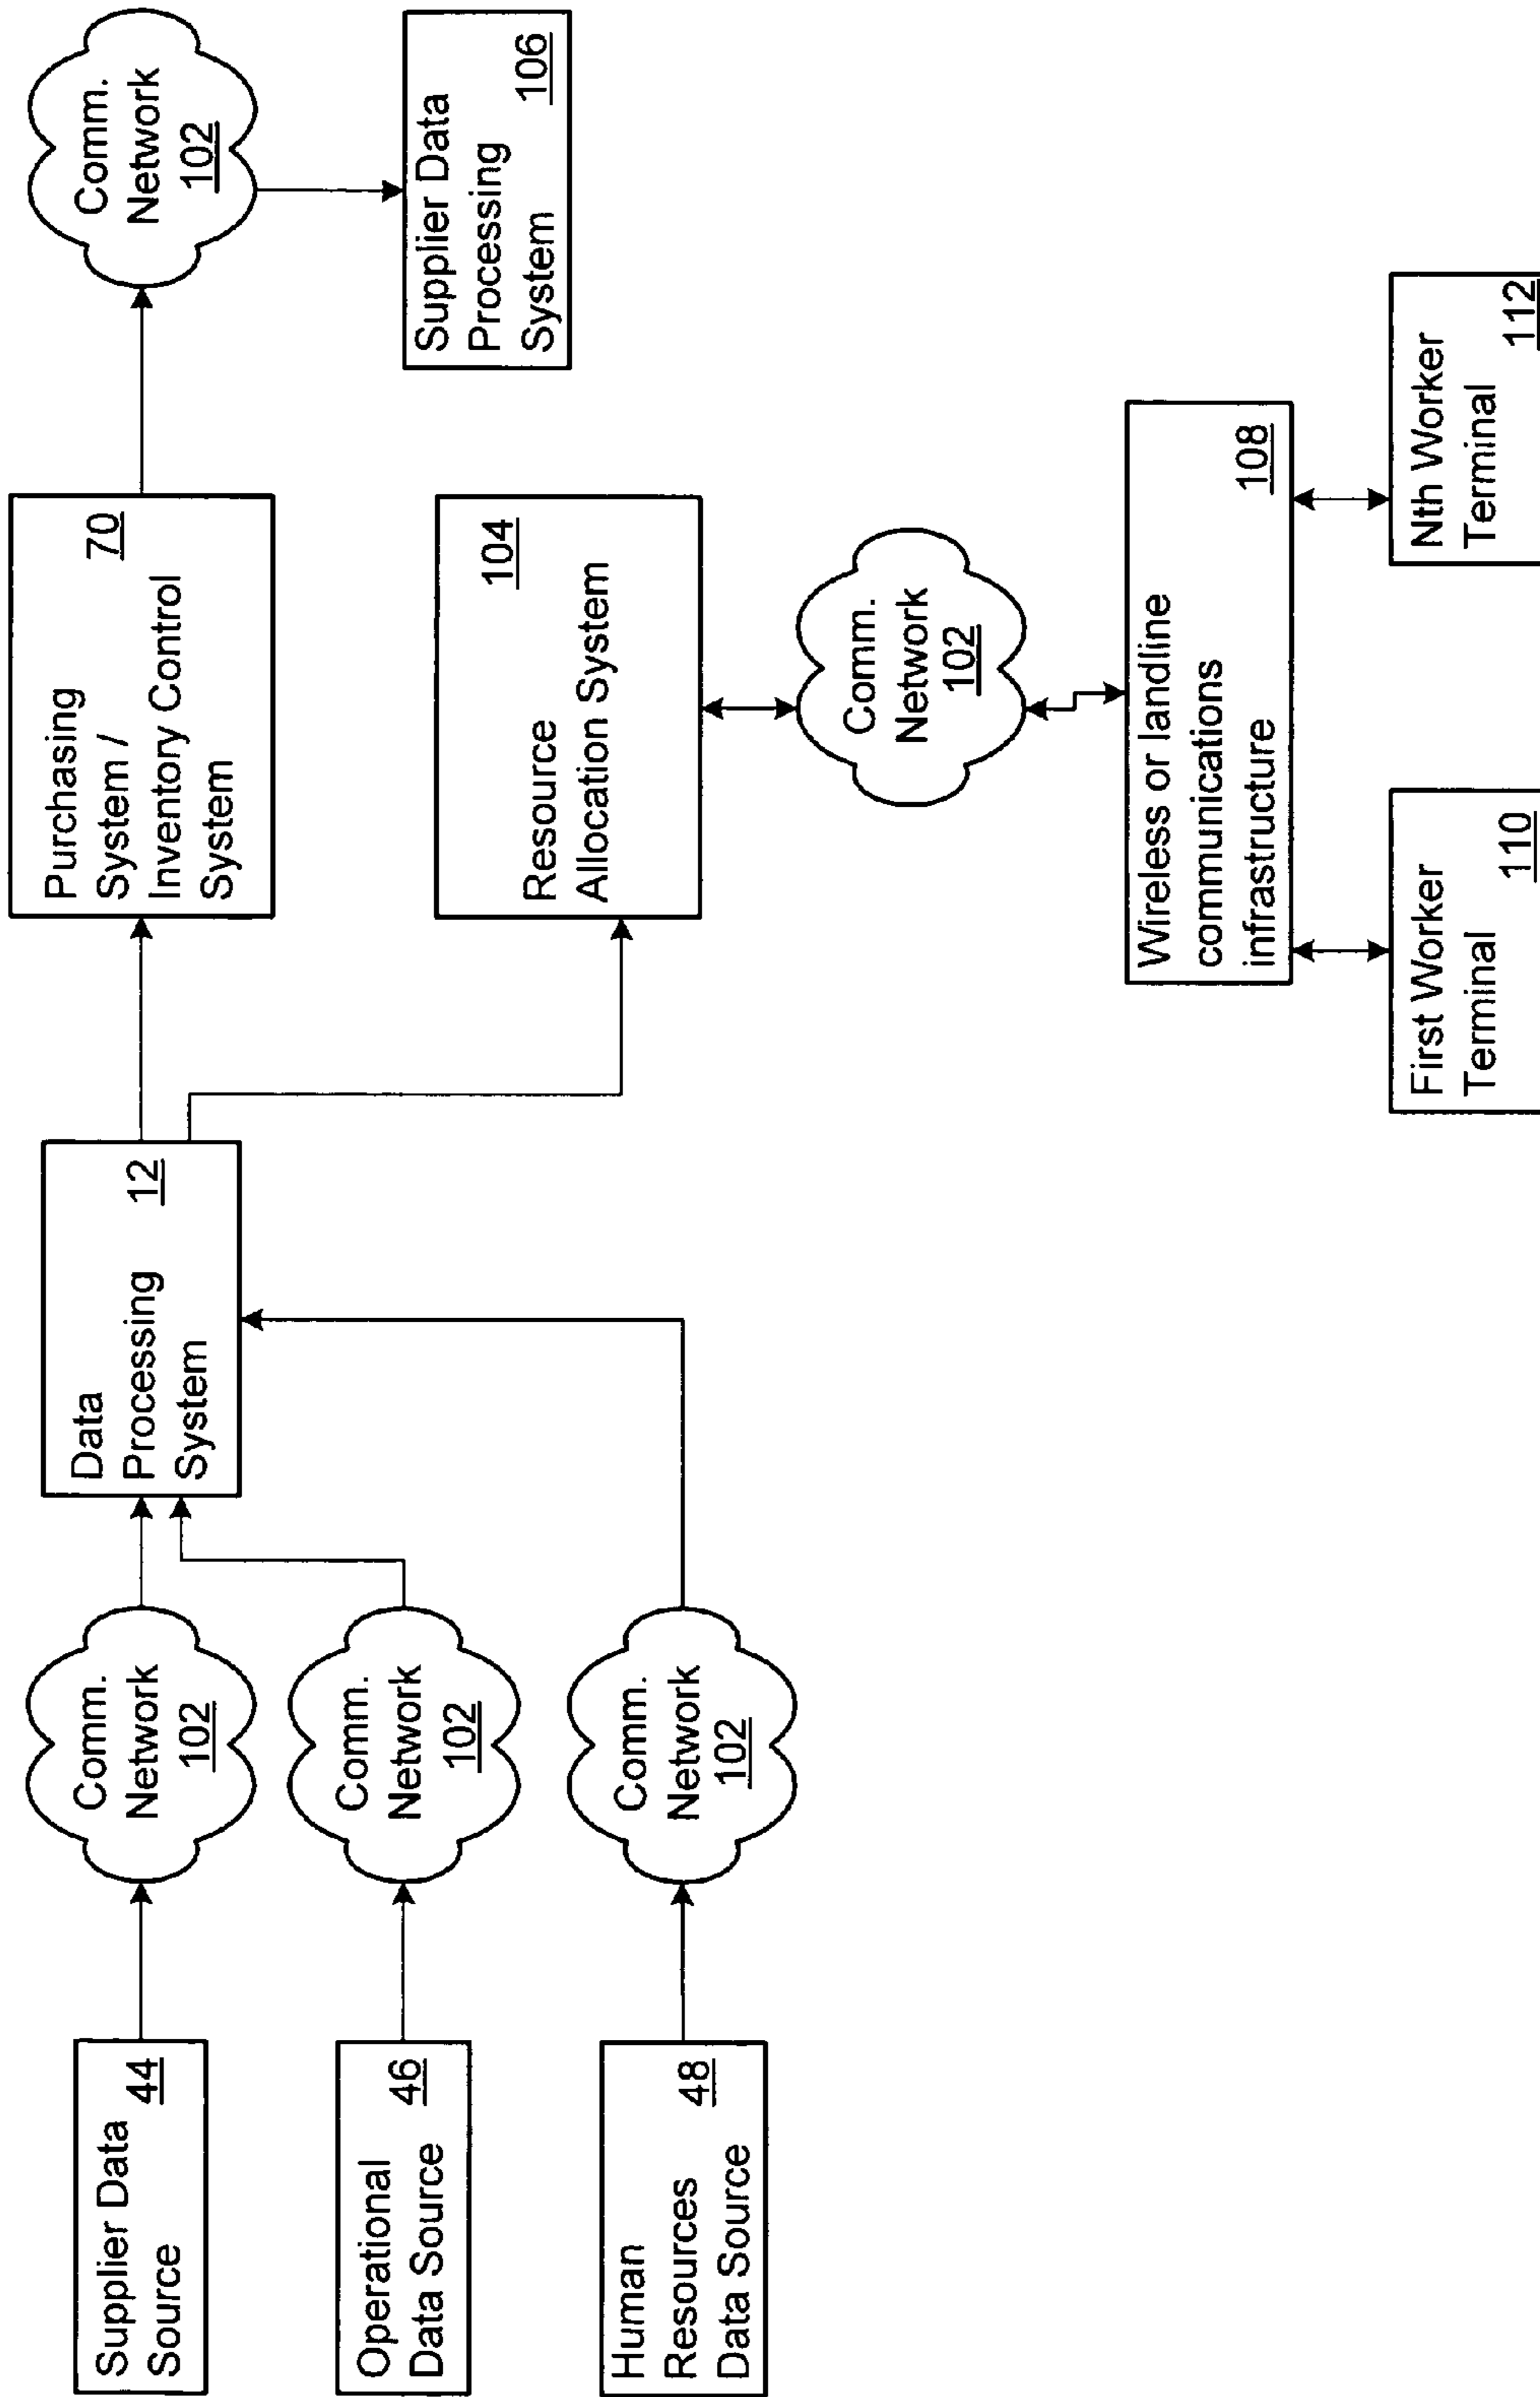 Supplier Data
Source 44
Comm.
Network
102
Data
Processing 12
System
Purchasing
System / 70
Inventory Control
System
Comm.
Network
102
Supplier Data
Processing
System 106
Operational
Data Source 46
Comm.
Network
102
Human
Resources 48
Data Source
Comm.
Network
102
104
Resource
Allocation System
Comm.
Network
102
Wireless or landline
communications
infrastructure 108
First Worker
Terminal
110
Nth Worker
Terminal
112